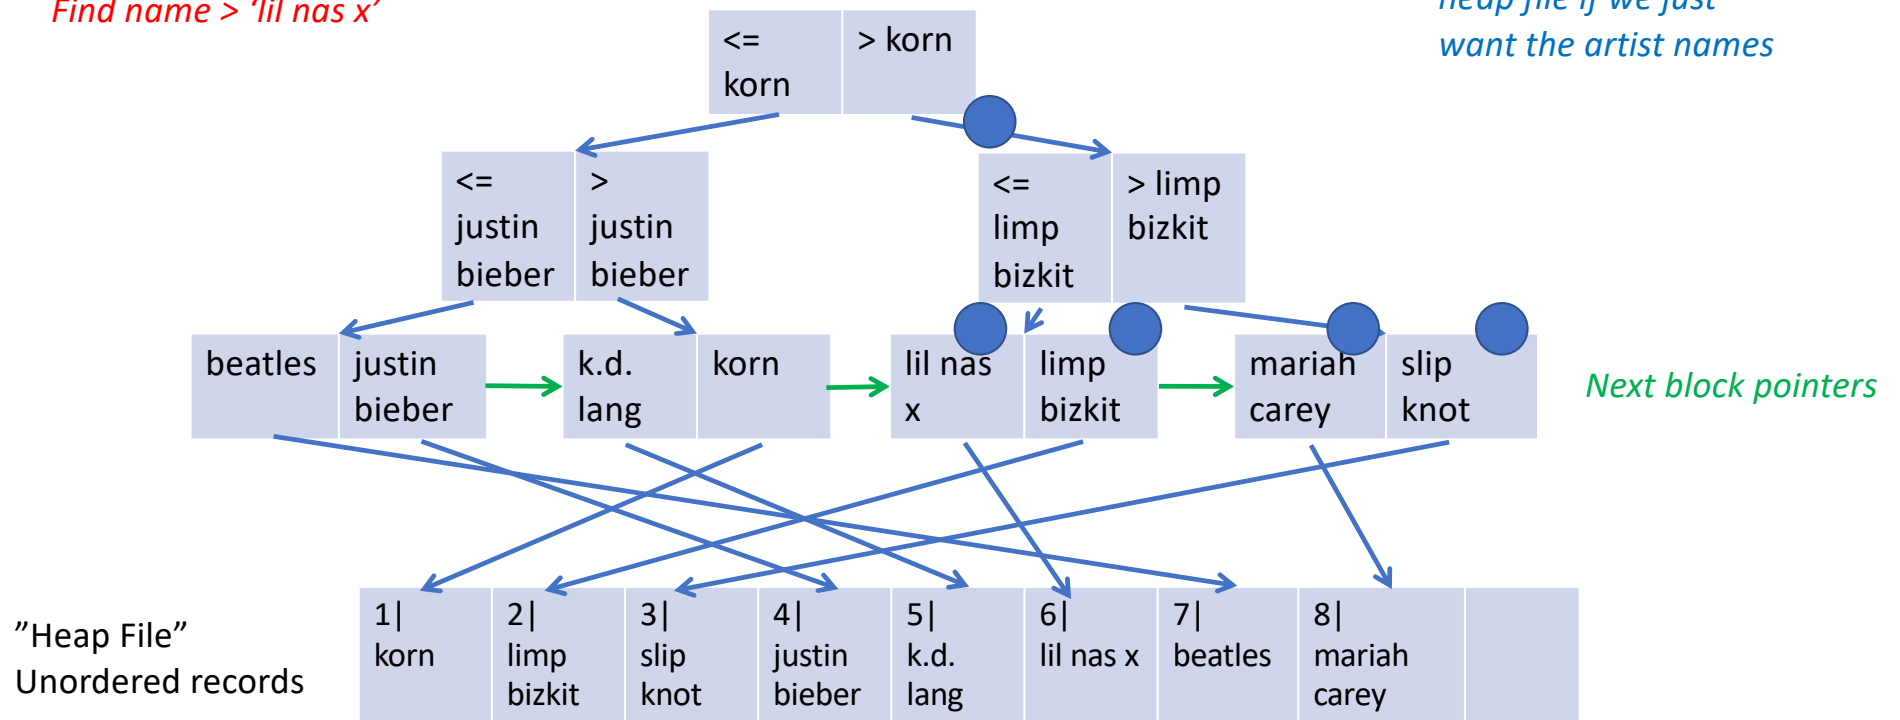 Find name > ‘lil nas x’
heap file if we just
want the artist names
<=
korn
> korn
<=
justin
bieber
>
justin
bieber
<=
limp
bizkit
> limp
bizkit
beatles
justin
bieber
k.d.
lang
korn
lil nas
x
limp
bizkit
mariah
carey
slip
knot
Next block pointers
”Heap File”
Unordered records
1|
korn
2|
limp
bizkit
3|
slip
knot
4|
justin
bieber
5|
k.d.
lang
6|
lil nas x
7|
beatles
8|
mariah
carey